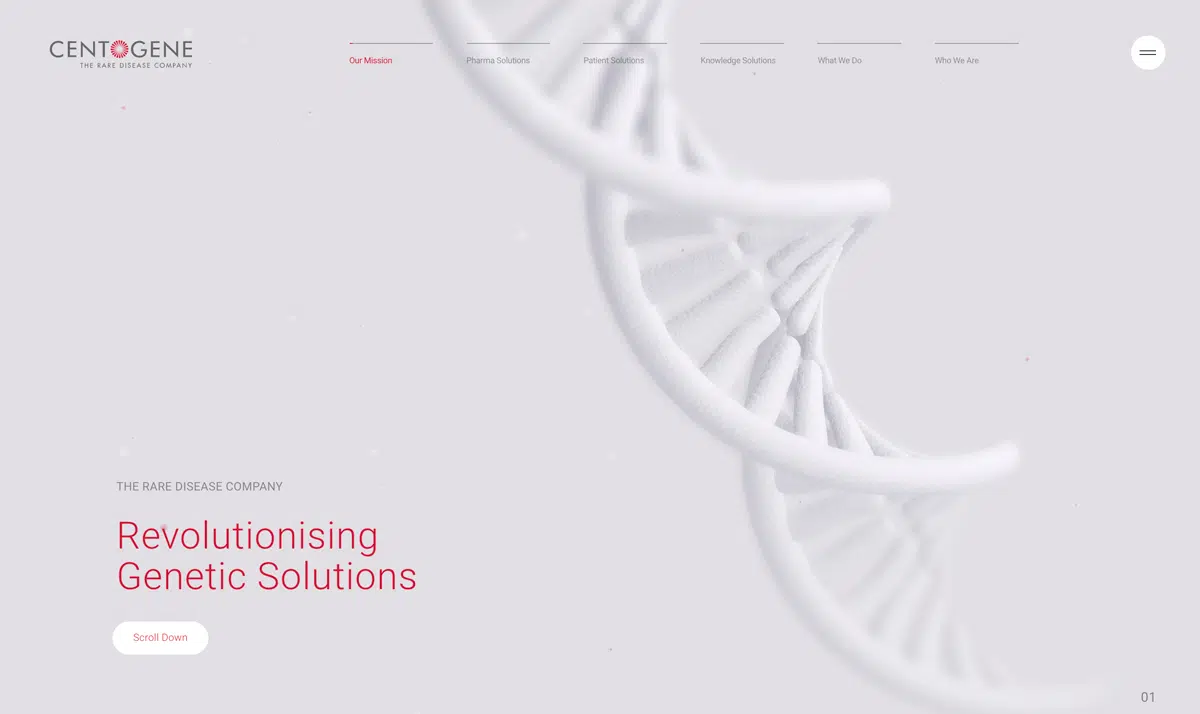 CENTOGENE
THE RARE DISEASE COMPANY
Our Mission
Pharma Solutions
Patient Solutions
Knowledge Solutions
What We Do
Who We Are
THE RARE DISEASE COMPANY
Revolutionising
Genetic Solutions
Scroll Down
01